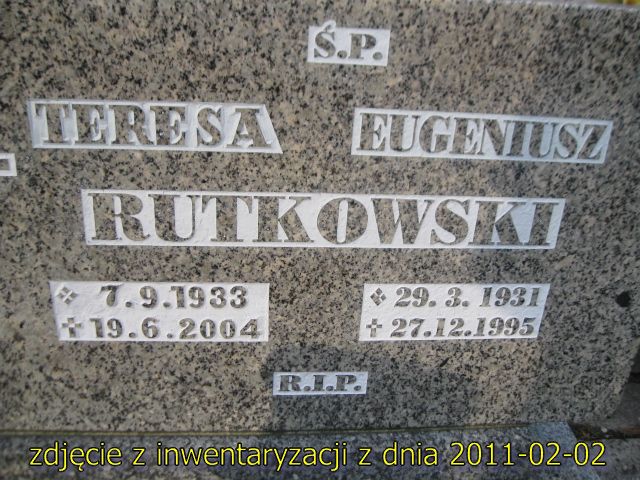 Ś.P.
TERESA EUGENIUSZ
RUTKOWSKI
7.9.1933 29.3.1931
19.6.2004 27.12.1995
R.I.P.
zdjęcie z inwentaryzacji z dnia 2011-02-02